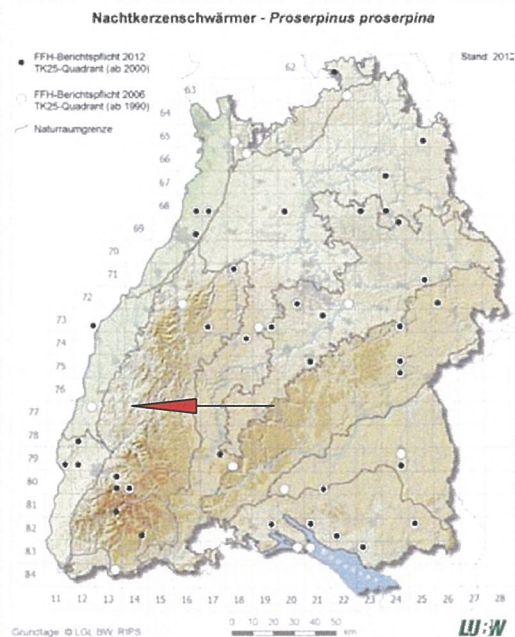 Nachtkerzenschwärmer - Proserpinus proserpina
FFH-Berichtspflicht 2012
TK25-Quadrant (ab 2000)
Stand: 2012
FFH-Berichtspflicht 2006
TK25-Quadrant (ab 1990)
Naturraumgrenze
62
63
64
65
66
67
68
69
70
71
72
73
74
75
76
77
78
79
80
81
82
83
84
11 12 13 14 15 16 17 18 19 20 21 22 23 24 25 26 27 28
0 10 20 30 40 50
km
Grundlage: © LGL BW, RIPS
LUBW